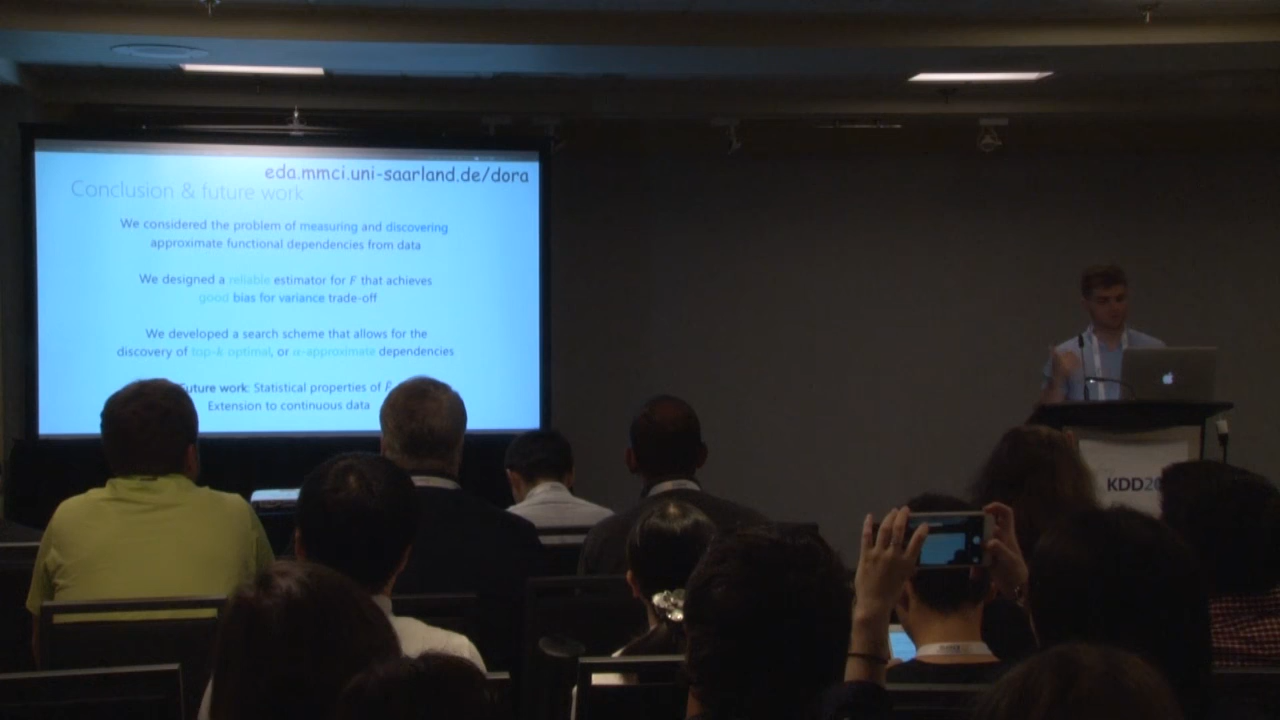 eda.mmci.uni-saarland.de/dora
Conclusion & future work
We considered the problem of measuring and discovering
approximate functional dependencies from data
We designed a reliable estimator for F that achieves
good bias for variance trade-off
We developed a search scheme that allows for the
discovery of top-k optimal, or α-approximate dependencies
Future work: Statistical properties of F̂
Extension to continuous data
KDD20